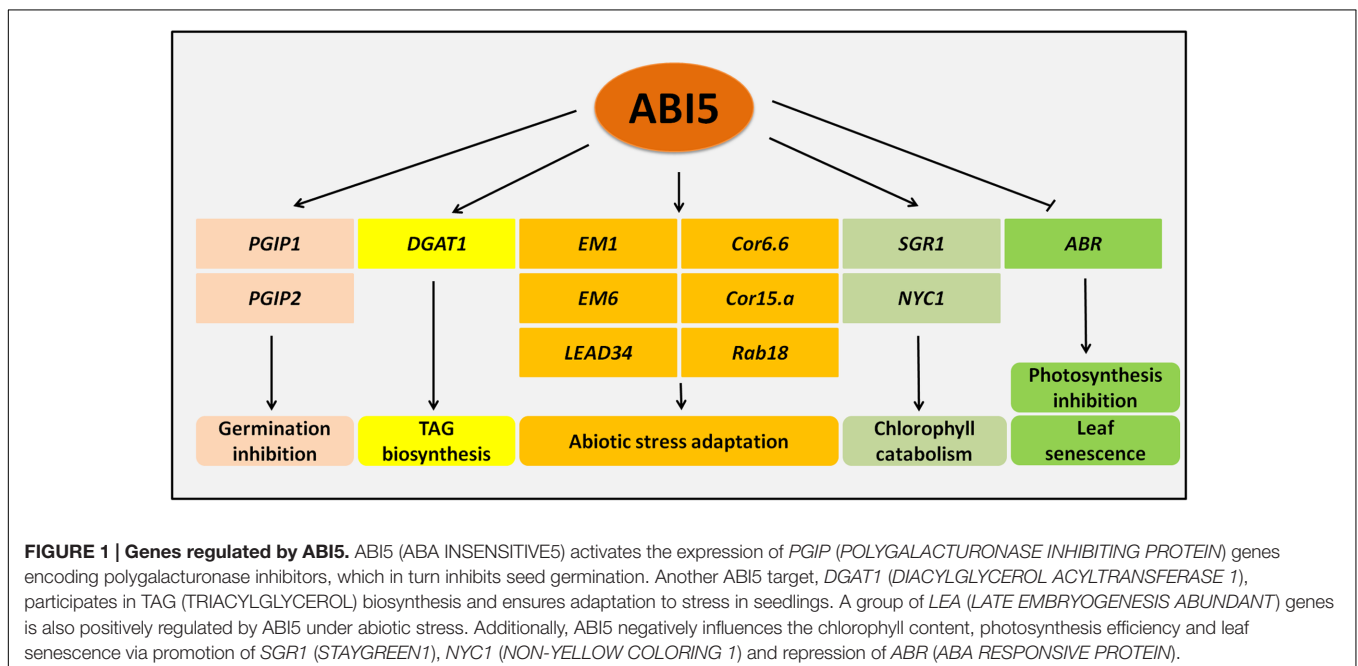 ABI5
PGIP1
DGAT1
EM1
Cor6.6
SGR1
ABR
PGIP2
EM6
Cor15.a
NYC1
LEAD34
Rab18
Photosynthesis
inhibition
Germination
inhibition
TAG
biosynthesis
Abiotic stress adaptation
Chlorophyll
catabolism
Leaf
senescence
FIGURE 1 | Genes regulated by ABI5. ABI5 (ABA INSENSITIVE5) activates the expression of PGIP (POLYGALACTURONASE INHIBITING PROTEIN) genes
encoding polygalacturonase inhibitors, which in turn inhibits seed germination. Another ABI5 target, DGAT1 (DIACYLGLYCEROL ACYLTRANSFERASE 1),
participates in TAG (TRIACYLGLYCEROL) biosynthesis and ensures adaptation to stress in seedlings. A group of LEA (LATE EMBRYOGENESIS ABUNDANT) genes
is also positively regulated by ABI5 under abiotic stress. Additionally, ABI5 negatively influences the chlorophyll content, photosynthesis efficiency and leaf
senescence via promotion of SGR1 (STAYGREEN1), NYC1 (NON-YELLOW COLORING 1) and repression of ABR (ABA RESPONSIVE PROTEIN).